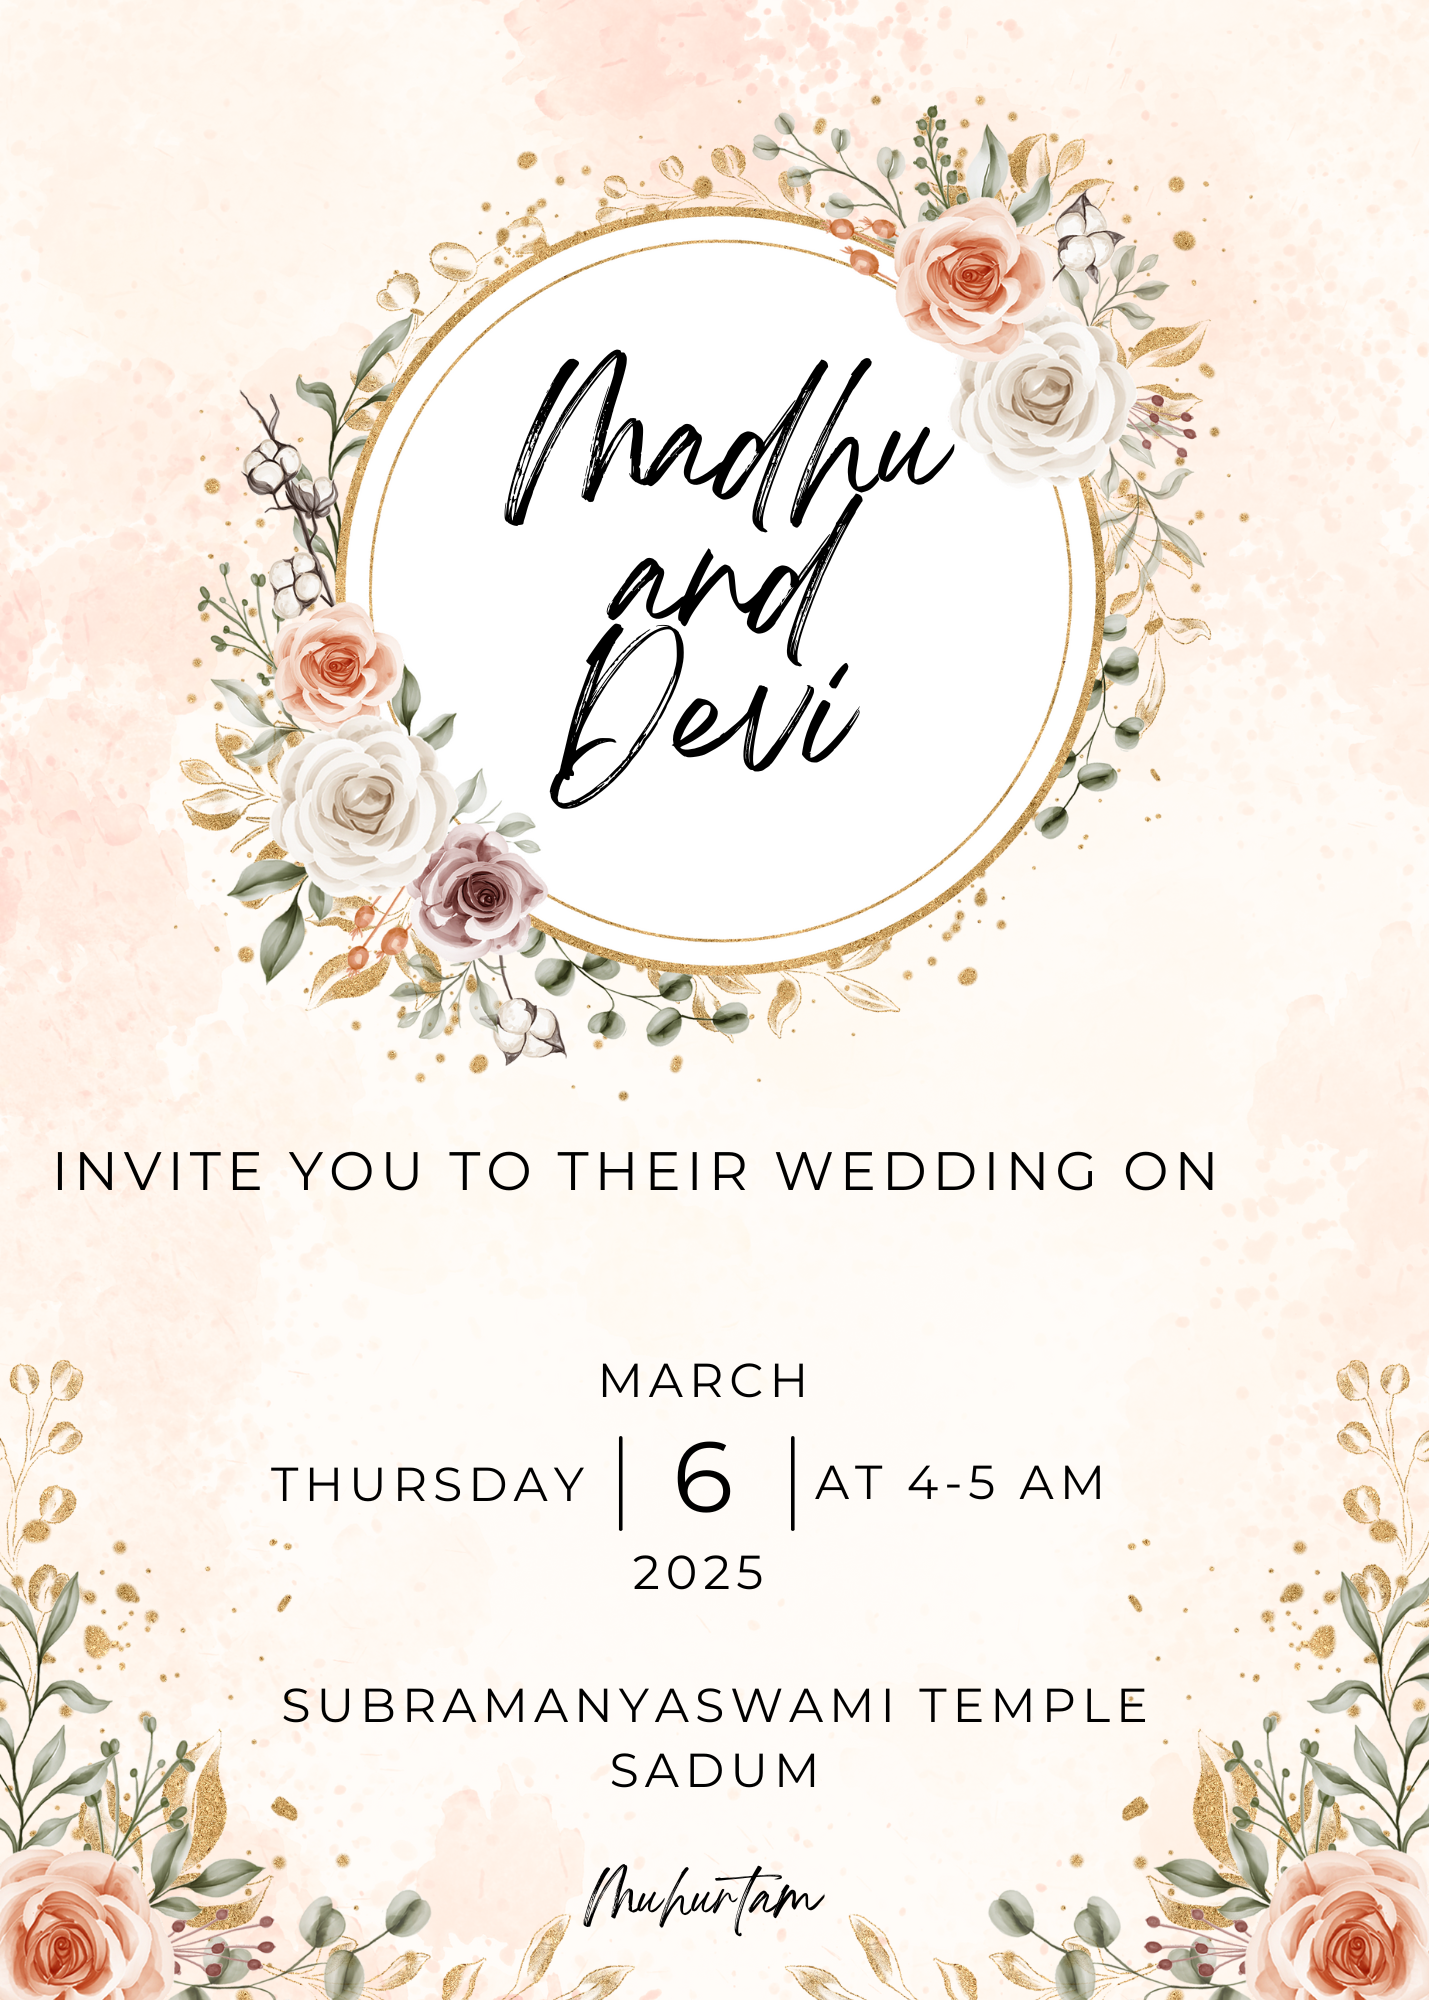 Madhu
and
Devi
INVITE YOU TO THEIR WEDDING ON
MARCH
THURSDAY 6 AT 4-5 AM
2025
SUBRAMANYASWAMI TEMPLE
SADUM
Muhurtam